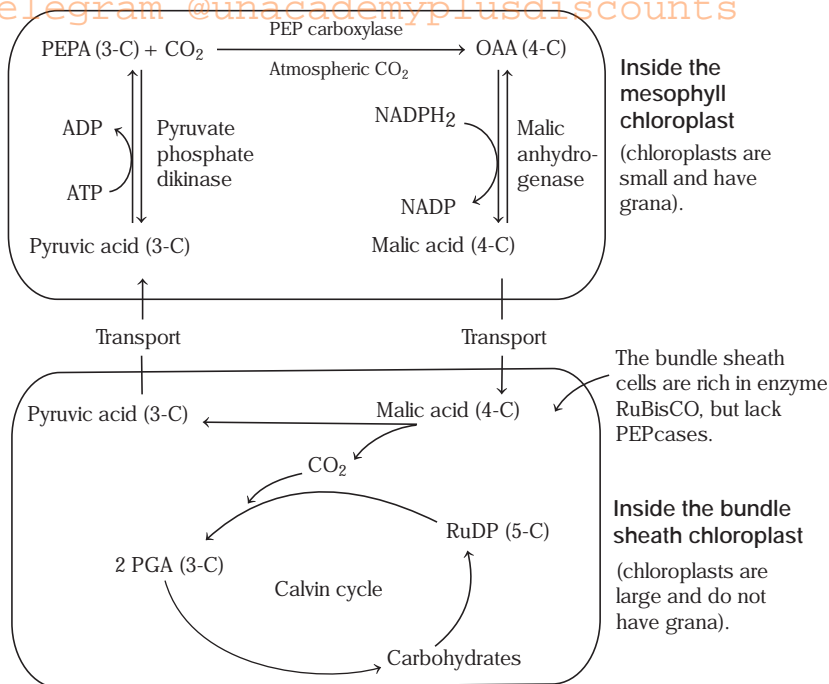 elegram @unacademyplusdiscounts
PEPA (3-C) + CO₂
PEP carboxylase
Atmospheric CO₂
OAA (4-C)
ADP
ATP
Pyruvate
phosphate
dikinase
NADPH₂
NADP
Malic
anhydro-
genase
Pyruvic acid (3-C)
Malic acid (4-C)
Inside the
mesophyll
chloroplast
(chloroplasts are
small and have
grana).
Transport
Transport
Pyruvic acid (3-C)
Malic acid (4-C)
The bundle sheath
cells are rich in enzyme
RuBisCO, but lack
PEPcases.
CO₂
RuDP (5-C)
2 PGA (3-C)
Calvin cycle
Carbohydrates
Inside the bundle
sheath chloroplast
(chloroplasts are
large and do not
have grana).